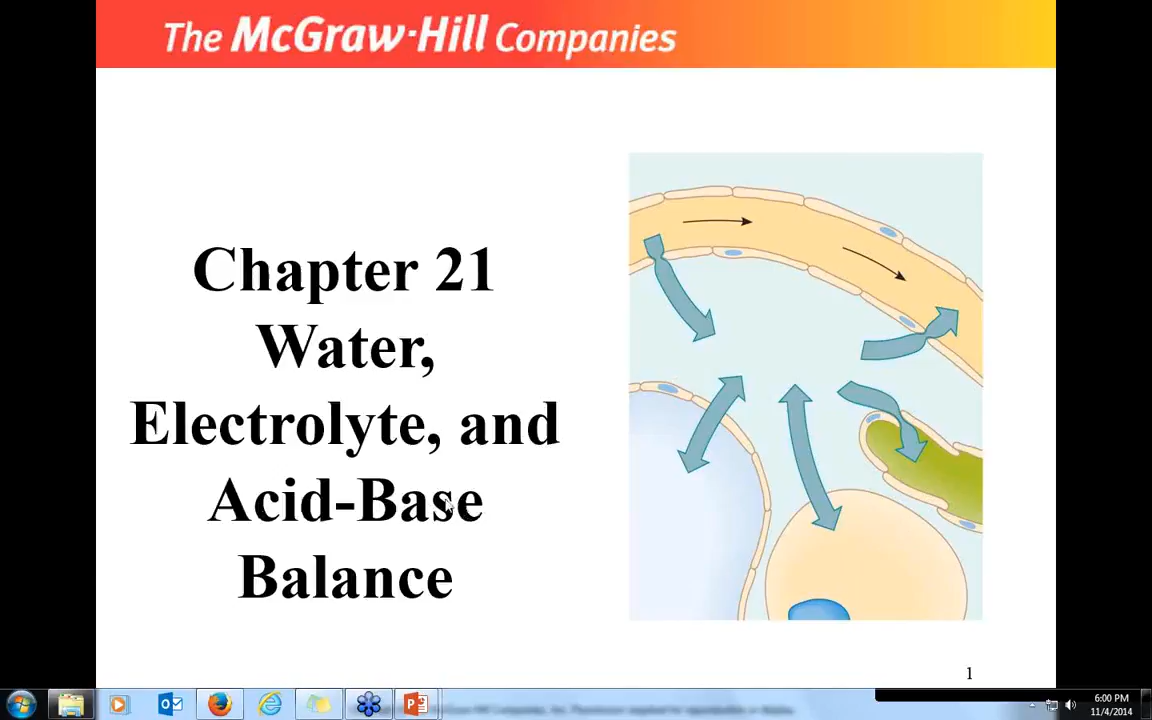 The McGraw·Hill Companies
Chapter 21
Water,
Electrolyte, and
Acid-Base
Balance
1
6:00 PM
11/4/2014